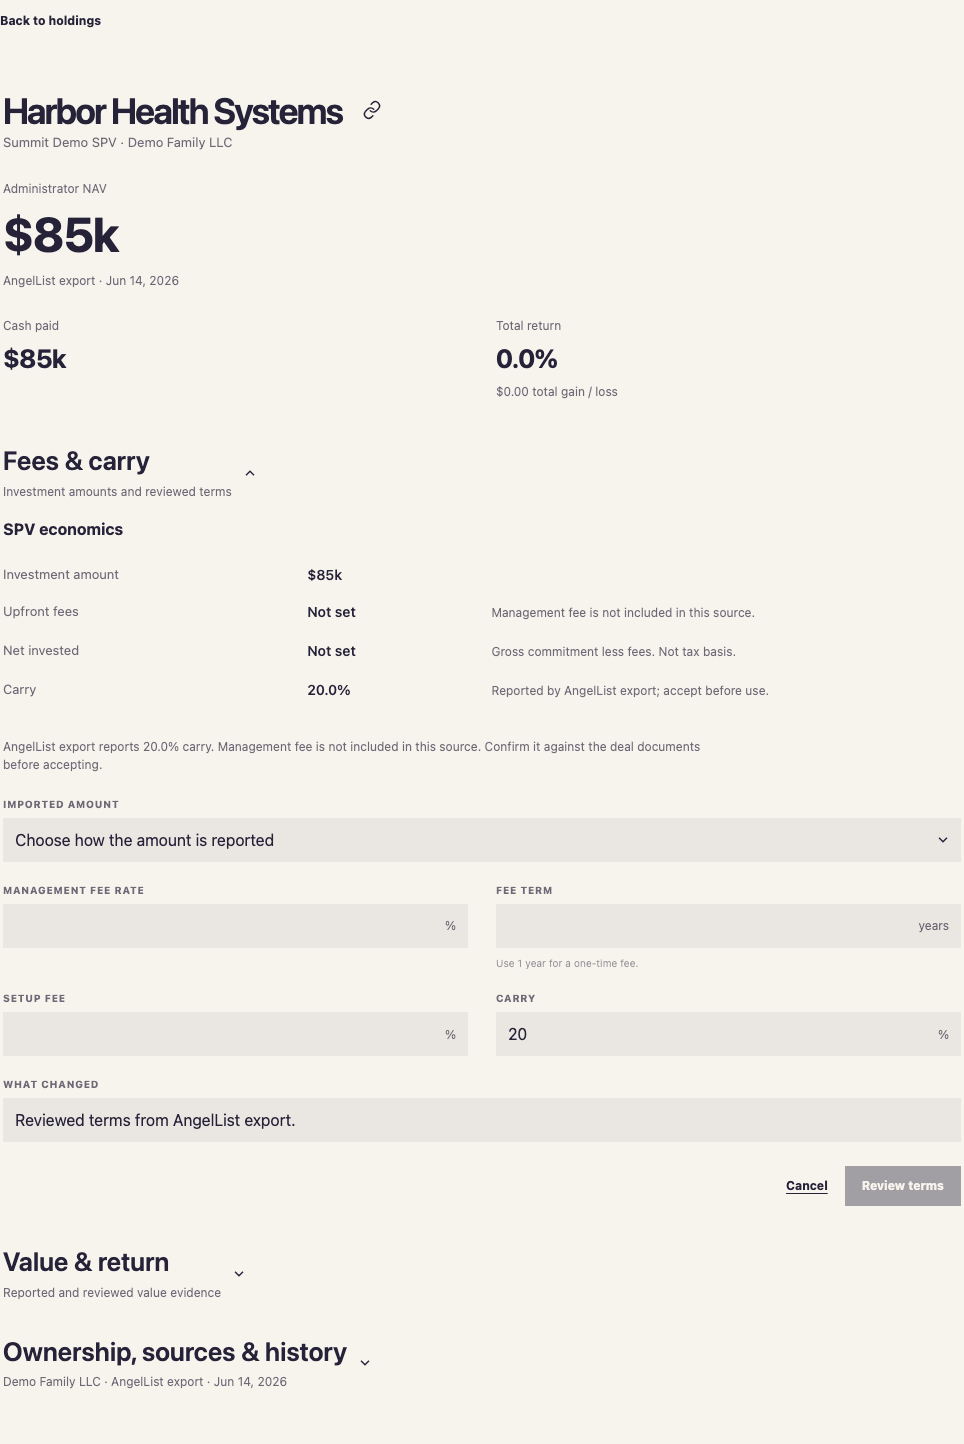 Back to holdings
Harbor Health Systems
Summit Demo SPV · Demo Family LLC
Administrator NAV
$85k
AngelList export · Jun 14, 2026
Cash paid
$85k
Total return
0.0%
$0.00 total gain / loss
Fees & carry
Investment amounts and reviewed terms
SPV economics
Investment amount $85k
Upfront fees Not set Management fee is not included in this source.
Net invested Not set Gross commitment less fees. Not tax basis.
Carry 20.0% Reported by AngelList export; accept before use.
AngelList export reports 20.0% carry. Management fee is not included in this source. Confirm it against the deal documents
before accepting.
IMPORTED AMOUNT
Choose how the amount is reported
MANAGEMENT FEE RATE
%
FEE TERM
years
Use 1 year for a one-time fee.
SETUP FEE
%
CARRY
20 %
WHAT CHANGED
Reviewed terms from AngelList export.
Cancel Review terms
Value & return
Reported and reviewed value evidence
Ownership, sources & history
Demo Family LLC · AngelList export · Jun 14, 2026